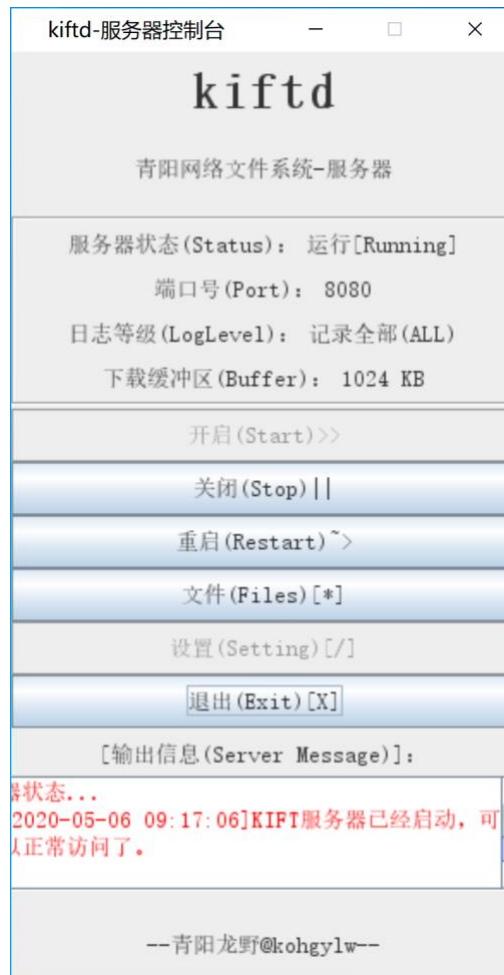 kiftd-服务器控制台
kiftd
青阳网络文件系统-服务器
服务器状态(Status): 运行[Running]
端口号(Port): 8080
日志等级(LogLevel): 记录全部(ALL)
下载缓冲区(Buffer): 1024 KB
开启(Start)>>
关闭(Stop)||
重启(Restart)~>
文件(Files)[*]
设置(Setting)[/]
退出(Exit)[X]
[输出信息(Server Message)]:
器状态...
2020-05-06 09:17:06]KIFT服务器已经启动，可
以正常访问了。
--青阳龙野@kohgylw--